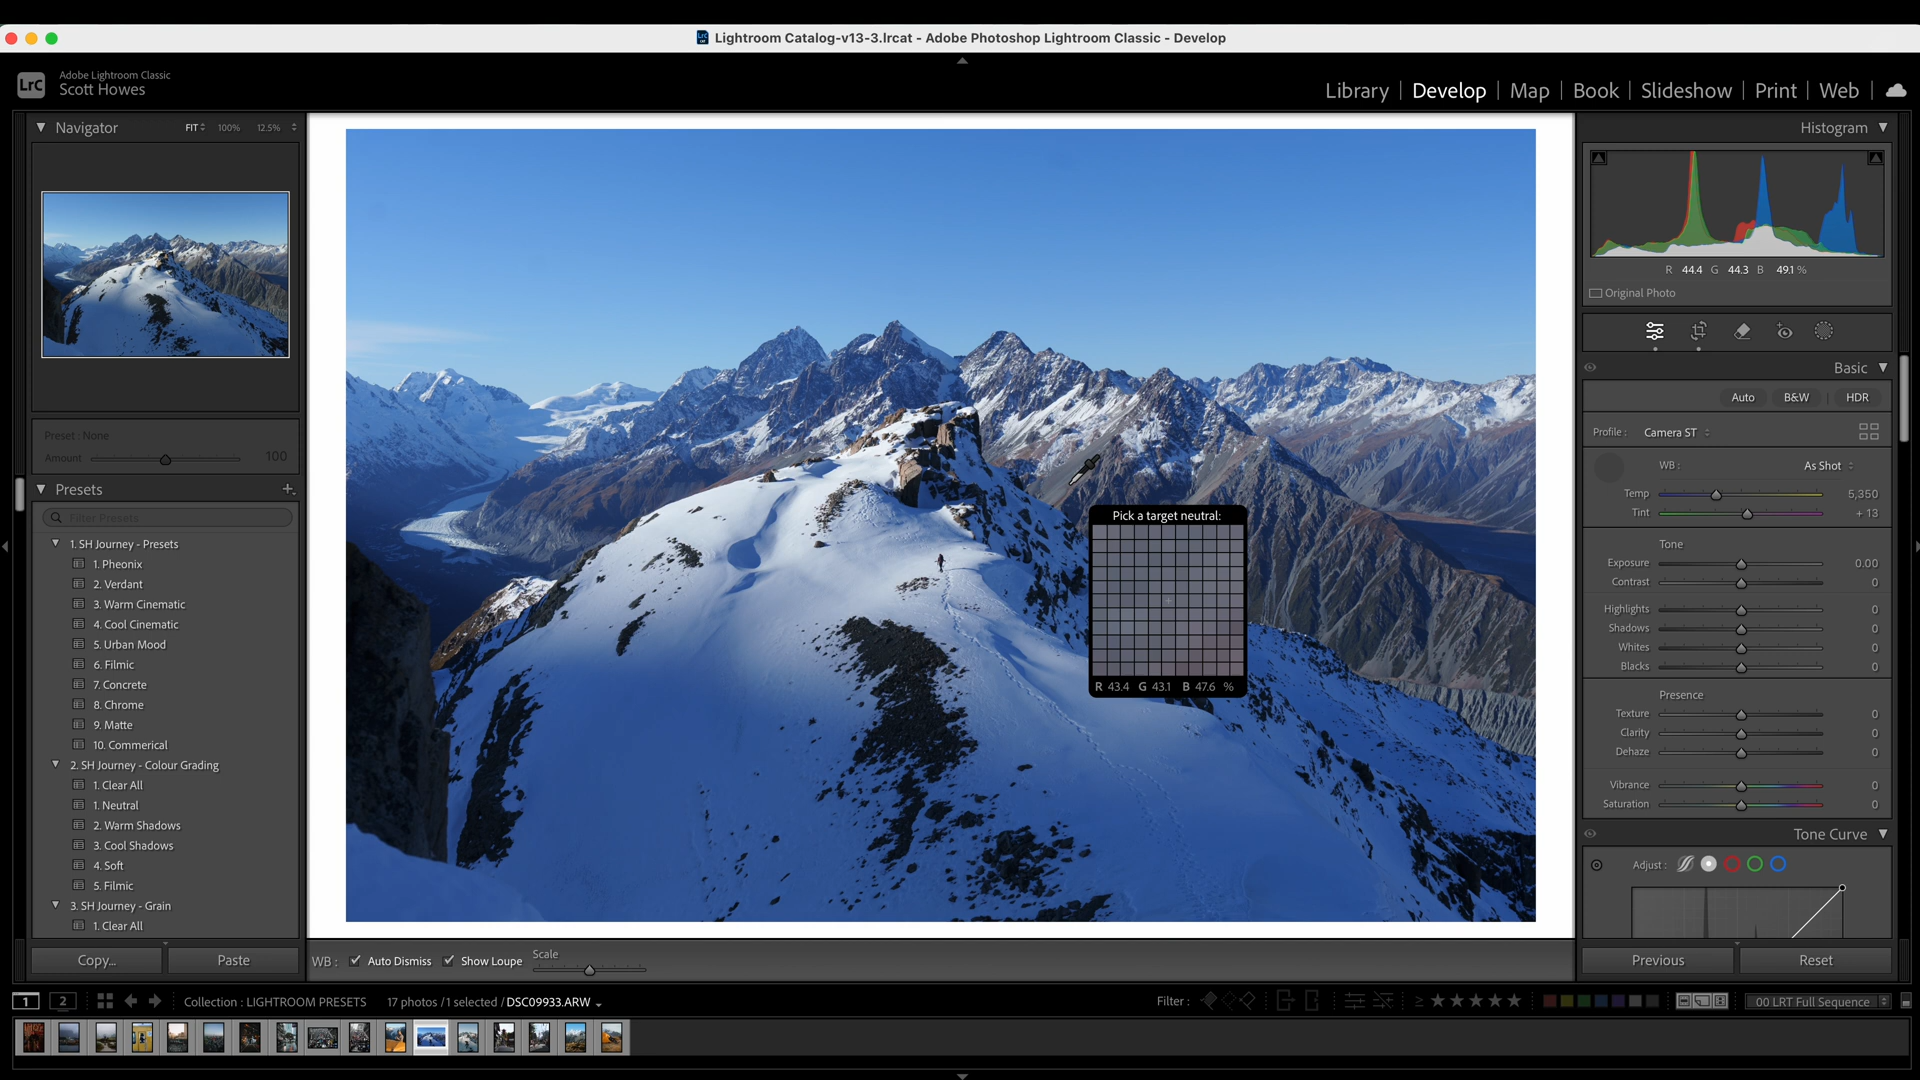 Lightroom Catalog-v13-3.lrcat - Adobe Photoshop Lightroom Classic - Develop
LrC
Adobe Lightroom Classic
Scott Howes
Library | Develop | Map | Book | Slideshow | Print | Web
Navigator FIT 100% 12.5%
Histogram
R 44.4 G 44.3 B 49.1 %
Original Photo
Basic
Auto B&W HDR
Profile : Camera ST
WB : As Shot
Temp 5,350
Tint + 13
Tone
Exposure 0.00
Contrast 0
Highlights 0
Shadows 0
Whites 0
Blacks 0
Presence
Texture 0
Clarity 0
Dehaze 0
Vibrance 0
Saturation 0
Tone Curve
Adjust :
Previous Reset
Preset : None
Amount 100
Presets
Filter Presets
1. SH Journey - Presets
1. Pheonix
2. Verdant
3. Warm Cinematic
4. Cool Cinematic
5. Urban Mood
6. Filmic
7. Concrete
8. Chrome
9. Matte
10. Commerical
2. SH Journey - Colour Grading
1. Clear All
1. Neutral
2. Warm Shadows
3. Cool Shadows
4. Soft
5. Filmic
3. SH Journey - Grain
1. Clear All
Copy... Paste
Pick a target neutral:
R 43.4 G 43.1 B 47.6 %
WB : Auto Dismiss Show Loupe Scale
1 2 Collection : LIGHTROOM PRESETS 17 photos /1 selected / DSC09933.ARW
Filter : ≥ 00 LRT Full Sequence